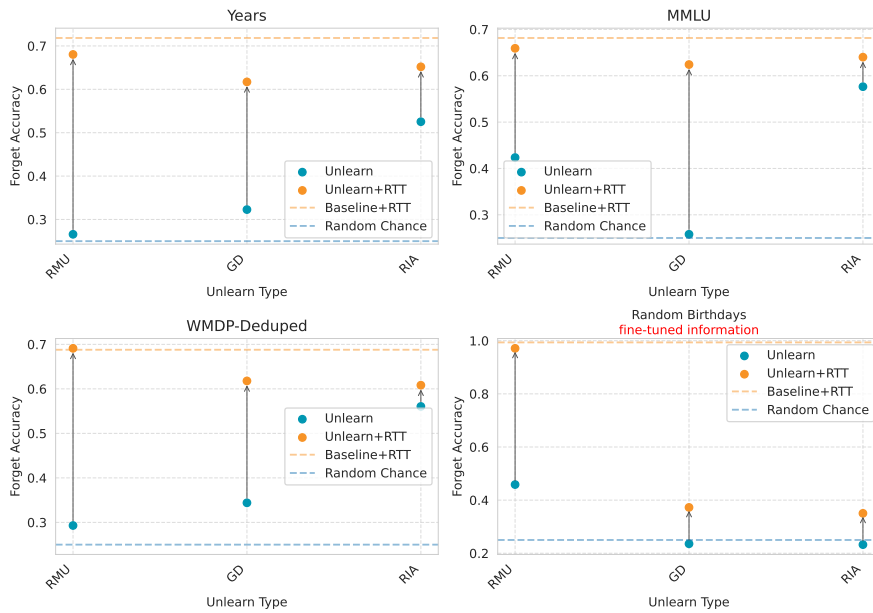 Years
Forget Accuracy
0.7
0.6
0.5
0.4
0.3
Unlearn
Unlearn+RTT
Baseline+RTT
Random Chance
RMU
GD
RIA
Unlearn Type
MMLU
Forget Accuracy
0.7
0.6
0.5
0.4
0.3
Unlearn
Unlearn+RTT
Baseline+RTT
Random Chance
RMU
GD
RIA
Unlearn Type
WMDP-Deduped
Forget Accuracy
0.7
0.6
0.5
0.4
0.3
Unlearn
Unlearn+RTT
Baseline+RTT
Random Chance
RMU
GD
RIA
Unlearn Type
Random Birthdays
fine-tuned information
Forget Accuracy
1.0
0.8
0.6
0.4
0.2
Unlearn
Unlearn+RTT
Baseline+RTT
Random Chance
RMU
GD
RIA
Unlearn Type